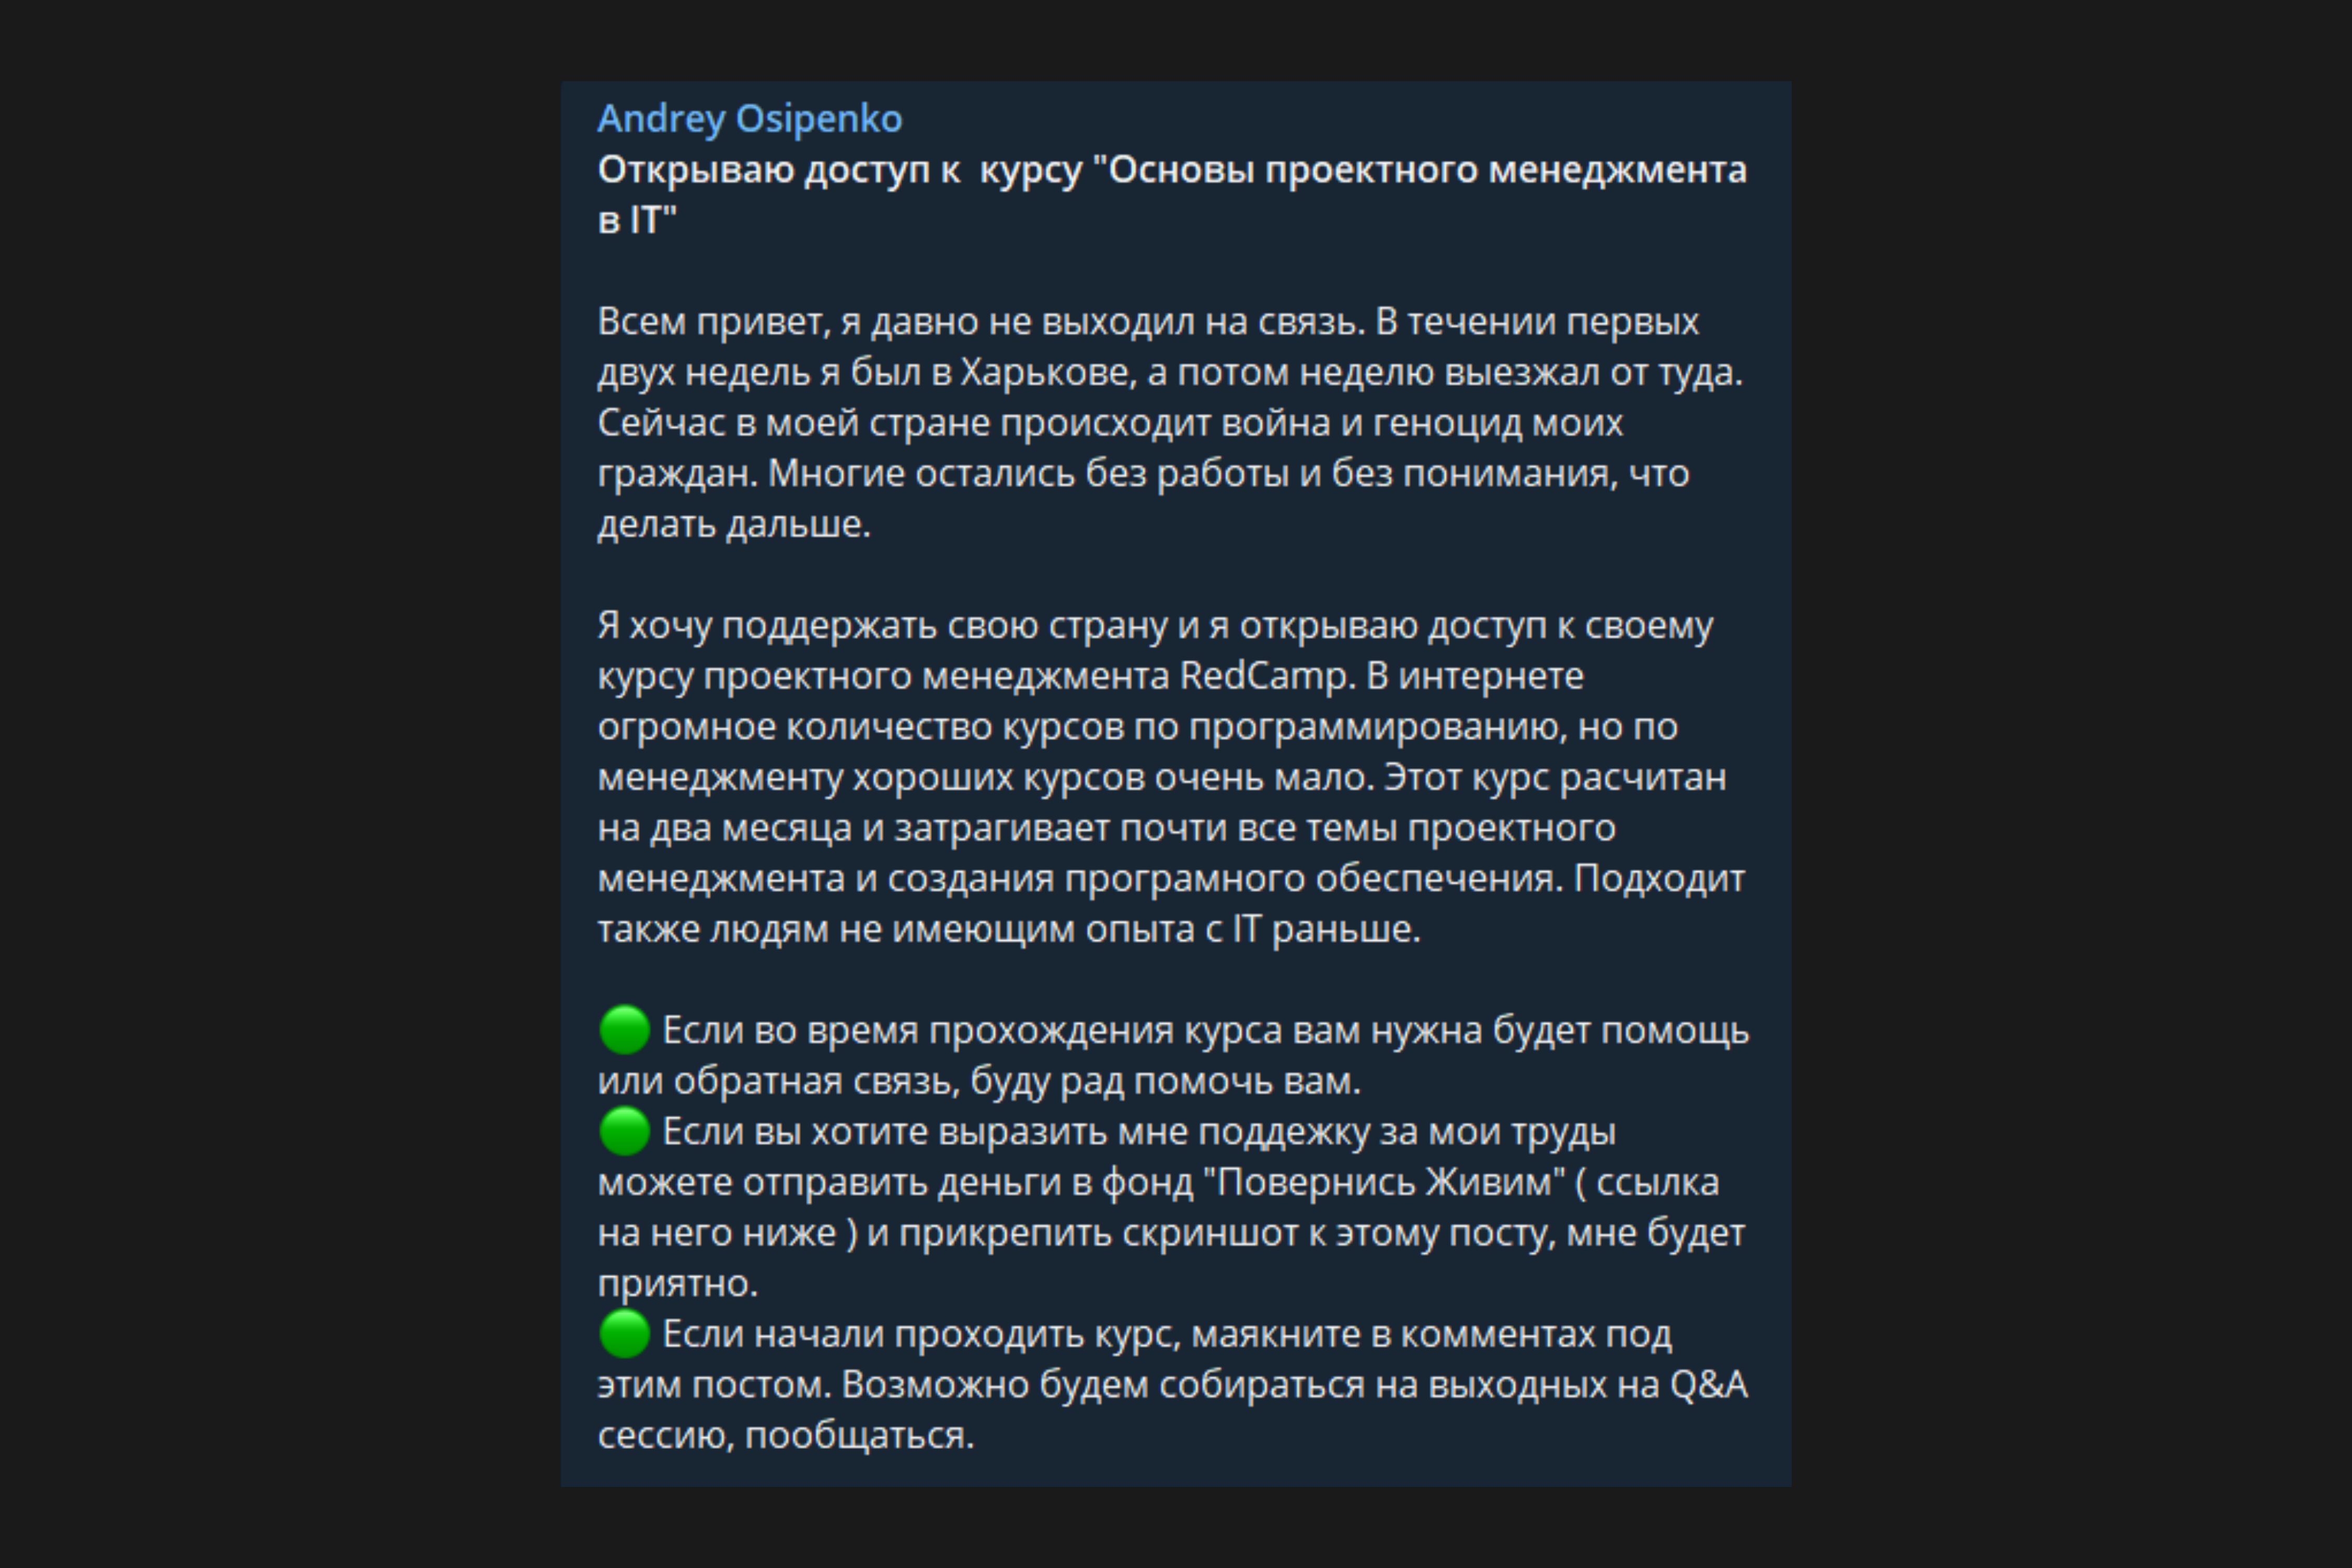 Andrey Osipenko
Открываю доступ к  курсу "Основы проектного менеджмента
в IT"
Всем привет, я давно не выходил на связь. В течении первых
двух недель я был в Харькове, а потом неделю выезжал от туда.
Сейчас в моей стране происходит война и геноцид моих
граждан. Многие остались без работы и без понимания, что
делать дальше.
Я хочу поддержать свою страну и я открываю доступ к своему
курсу проектного менеджмента RedCamp. В интернете
огромное количество курсов по программированию, но по
менеджменту хороших курсов очень мало. Этот курс расчитан
на два месяца и затрагивает почти все темы проектного
менеджмента и создания програмного обеспечения. Подходит
также людям не имеющим опыта с IT раньше.
🟢 Если во время прохождения курса вам нужна будет помощь
или обратная связь, буду рад помочь вам.
🟢 Если вы хотите выразить мне поддежку за мои труды
можете отправить деньги в фонд "Повернись Живим" ( ссылка
на него ниже ) и прикрепить скриншот к этому посту, мне будет
приятно.
🟢 Если начали проходить курс, маякните в комментах под
этим постом. Возможно будем собираться на выходных на Q&A
сессию, пообщаться.